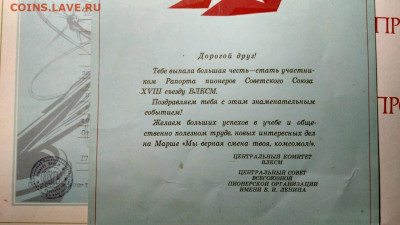 COINS.LAVE.RU
Дорогой друг!
Тебе выпала большая честь—стать участни-
ком Рапорта пионеров Советского Союза
XVIII съезду ВЛКСМ.
Поздравляем тебя с этим знаменательным
событием!
Желаем больших успехов в учебе и обще-
ственно полезном труде, новых интересных дел
на Марше «Мы верная смена твоя, комсомол!».
ЦЕНТРАЛЬНЫЙ КОМИТЕТ
ВЛКСМ
ЦЕНТРАЛЬНЫЙ СОВЕТ
ВСЕСОЮЗНОЙ
ПИОНЕРСКОЙ ОРГАНИЗАЦИИ
ИМЕНИ В. И. ЛЕНИНА
ПР
ПРО